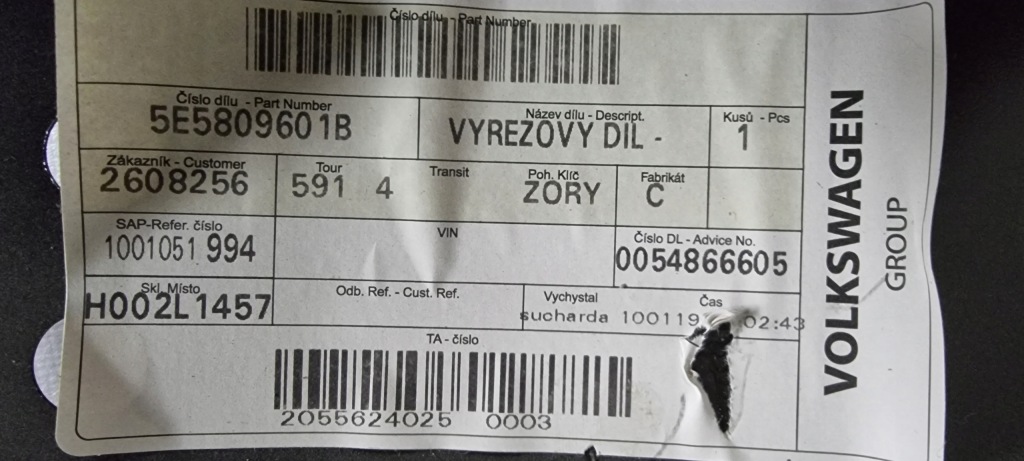 Číslo dílu - Part Number
Číslo dílu - Part Number
5E5809601B
Název dílu - Descript.
VYREZOVY DIL -
Kusů - Pcs
1
Zákazník - Customer
2608256
Tour
591 4
Transit
Poh. Klíč
ZORY
Fabrikát
C
SAP-Refer. číslo
1001051 994
VIN
Číslo DL - Advice No.
0054866605
Skl. Místo
H002L1457
Odb. Ref. - Cust. Ref.
Vychystal
Čas
sucharda 100119 02:43
TA - číslo
2055624025 0003
VOLKSWAGEN
GROUP